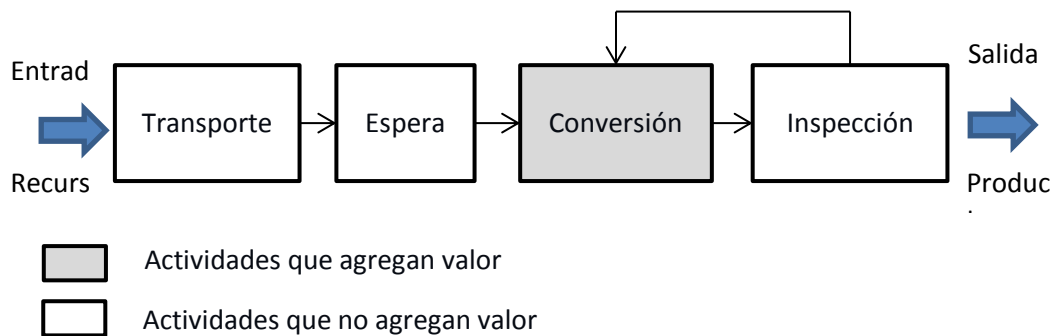 Entrad
Recurs
Transporte
Espera
Conversión
Inspección
Salida
Produc
Actividades que agregan valor
Actividades que no agregan valor